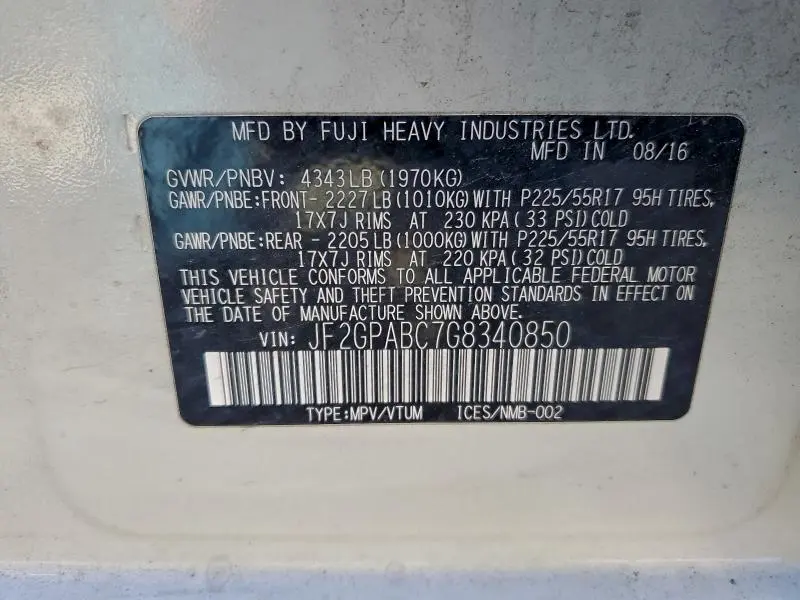 MFD BY FUJI HEAVY INDUSTRIES LTD.
MFD IN 08/16
GVWR/PNBV: 4343LB(1970KG)
GAWR/PNBE:FRONT- 2227LB(1010KG)WITH P225/55R17 95H TIRES,
17X7J RIMS AT 230 KPA(33 PSI)COLD
GAWR/PNBE:REAR - 2205LB(1000KG)WITH P225/55R17 95H TIRES,
17X7J RIMS AT 220 KPA(32 PSI)COLD
THIS VEHICLE CONFORMS TO ALL APPLICABLE FEDERAL MOTOR
VEHICLE SAFETY AND THEFT PREVENTION STANDARDS IN EFFECT ON
THE DATE OF MANUFACTURE SHOWN ABOVE.
VIN: JF2GPABC7G8340850
TYPE:MPV/VTUM ICES/NMB-002